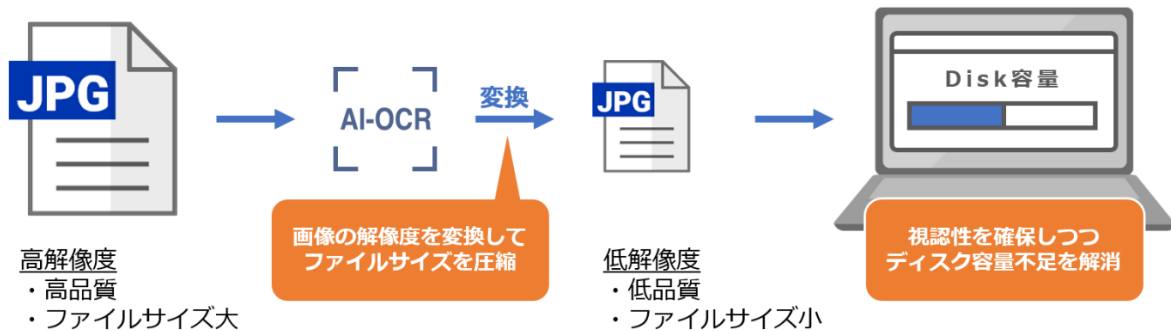 JPG
AI-OCR
変換
JPG
Disk容量
画像の解像度を変換して
ファイルサイズを圧縮
視認性を確保しつつ
ディスク容量不足を解消
高解像度
・高品質
・ファイルサイズ大
低解像度
・低品質
・ファイルサイズ小